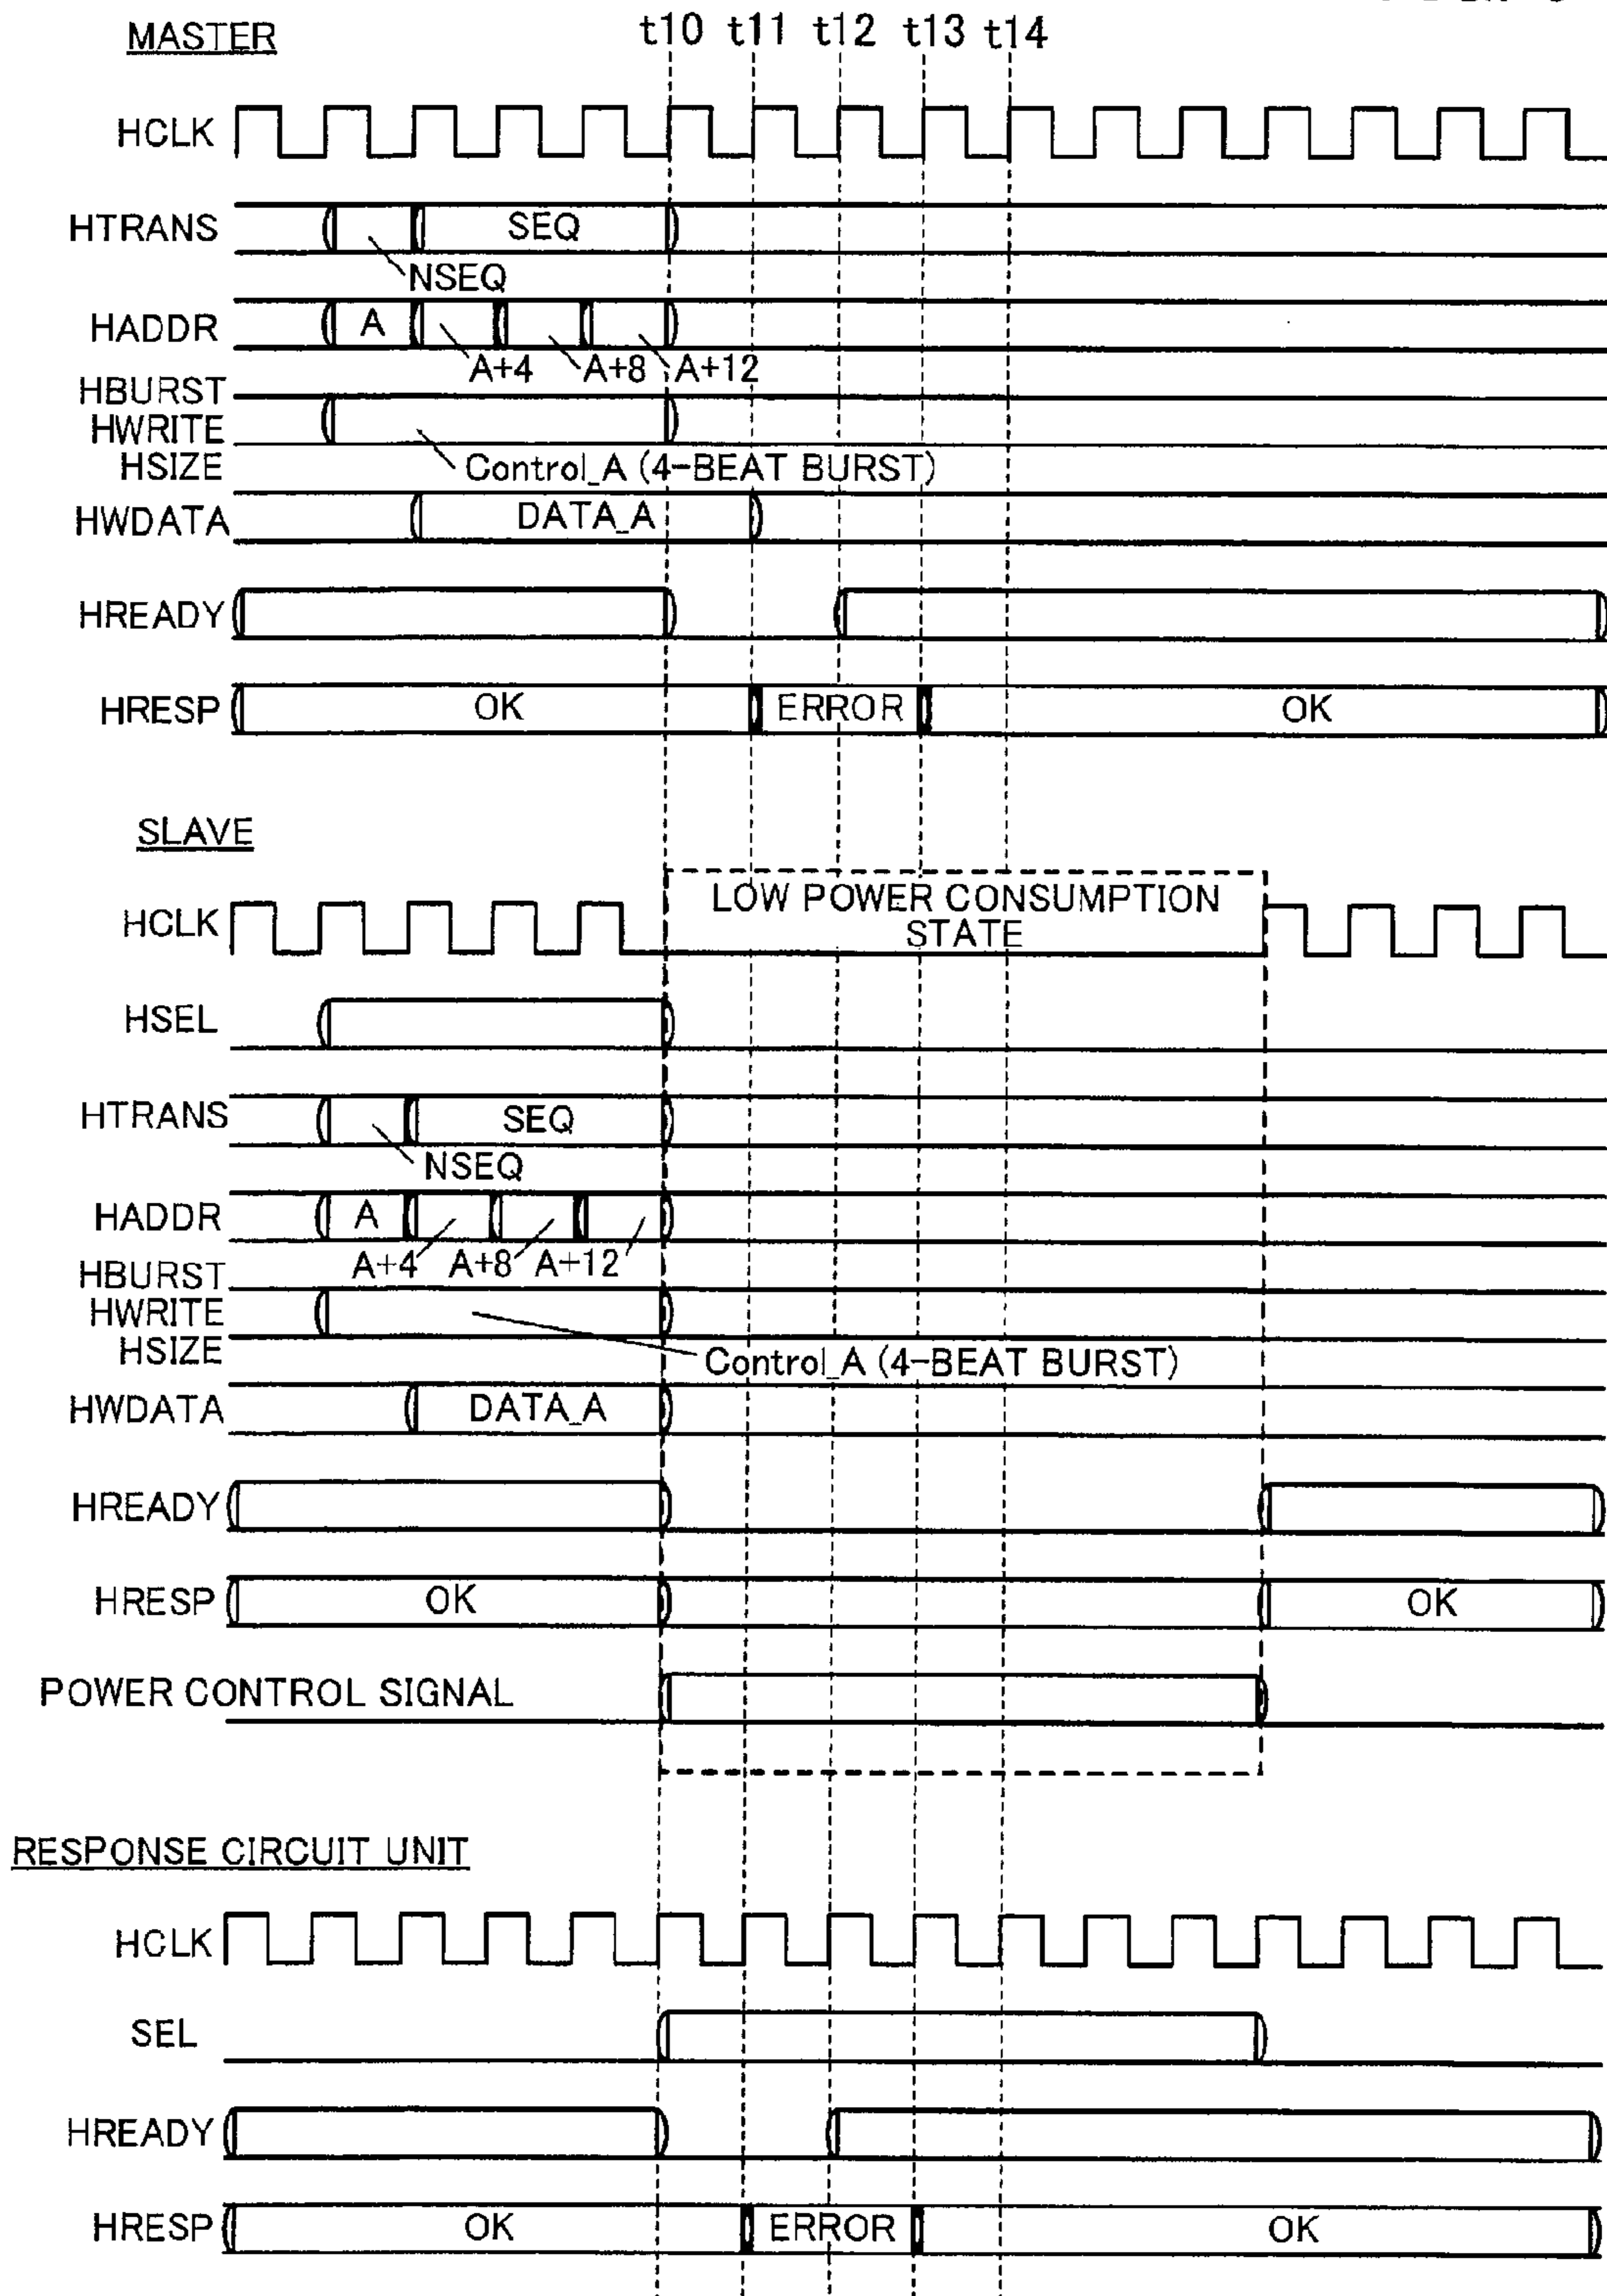 MASTER
t10 t11 t12 t13 t14
HCLK
HTRANS
SEQ
NSEQ
HADDR
A
A+4
A+8
A+12
HBURST
HWRITE
HSIZE
Control_A (4-BEAT BURST)
HWDATA
DATA_A
HREADY
HRESP
OK
ERROR
OK
SLAVE
LOW POWER CONSUMPTION
STATE
HCLK
HSEL
HTRANS
SEQ
NSEQ
HADDR
A
A+4
A+8
A+12
HBURST
HWRITE
HSIZE
Control_A (4-BEAT BURST)
HWDATA
DATA_A
HREADY
HRESP
OK
OK
POWER CONTROL SIGNAL
RESPONSE CIRCUIT UNIT
HCLK
SEL
HREADY
HRESP
OK
ERROR
OK